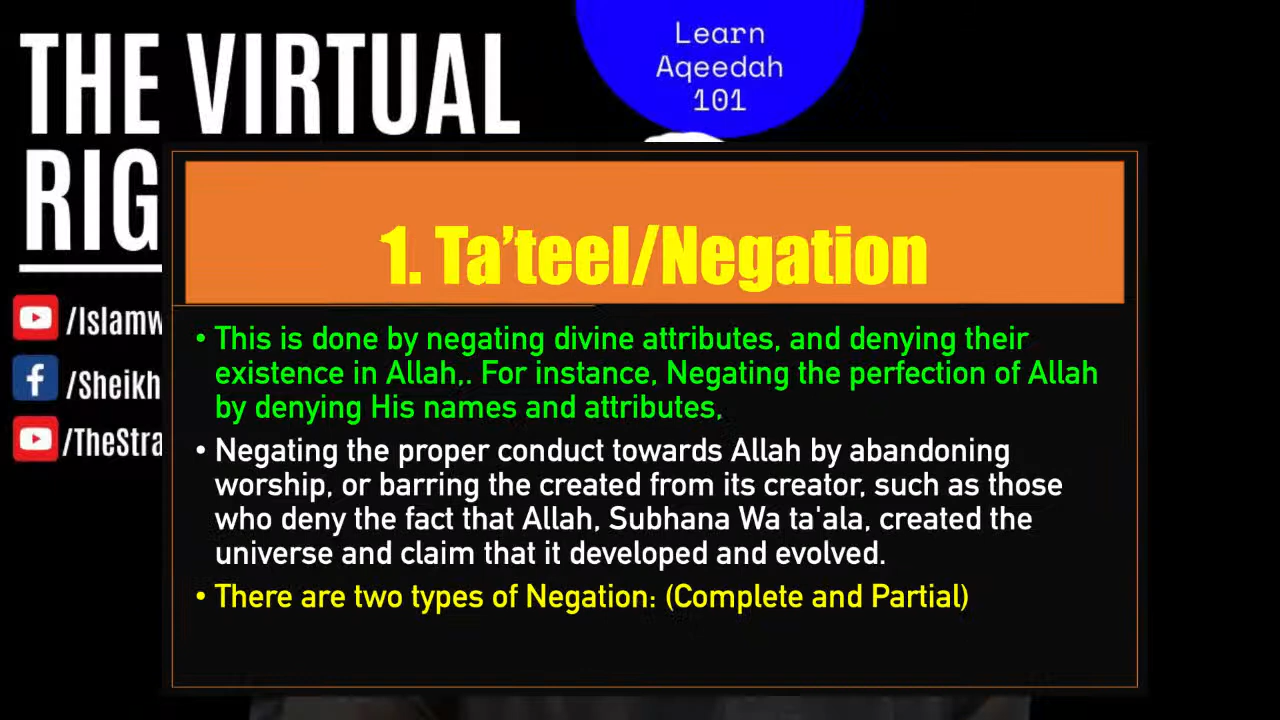 THE VIRTUAL
RIG
Learn
Aqeedah
101
/Islamw
/Sheikh
/TheStra
1. Ta'teel/Negation
• This is done by negating divine attributes, and denying their
existence in Allah,. For instance, Negating the perfection of Allah
by denying His names and attributes,
• Negating the proper conduct towards Allah by abandoning
worship, or barring the created from its creator, such as those
who deny the fact that Allah, Subhana Wa ta'ala, created the
universe and claim that it developed and evolved.
• There are two types of Negation: (Complete and Partial)